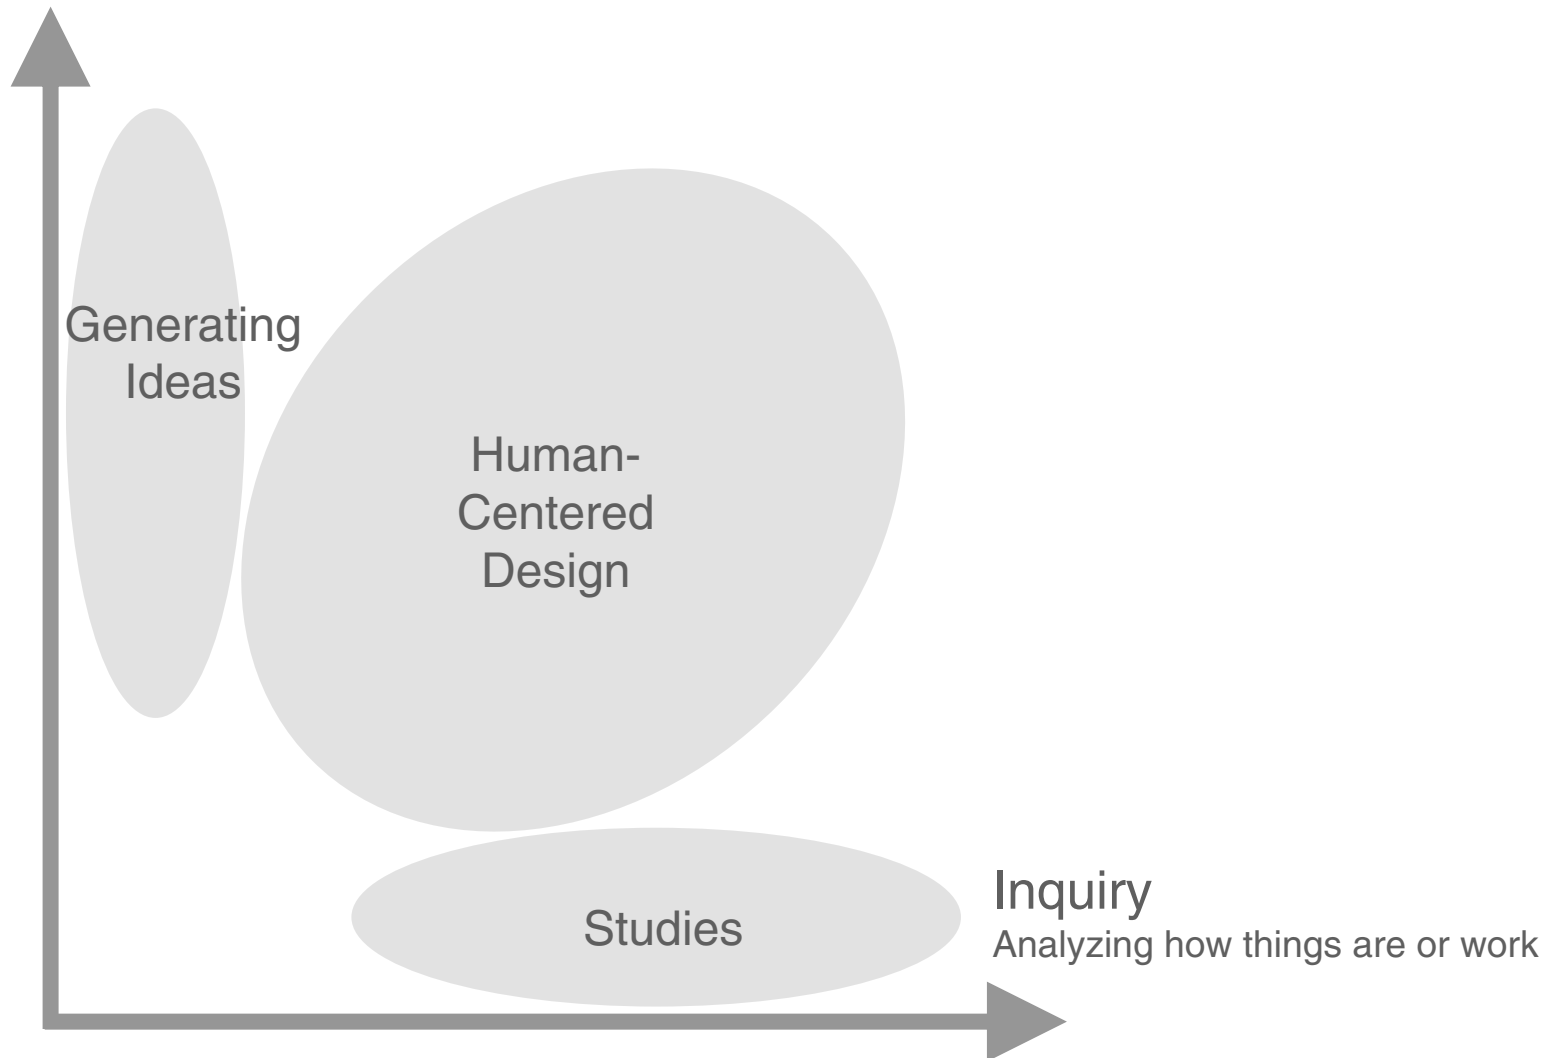 Generating
Ideas
Human-
Centered
Design
Studies
Inquiry
Analyzing how things are or work